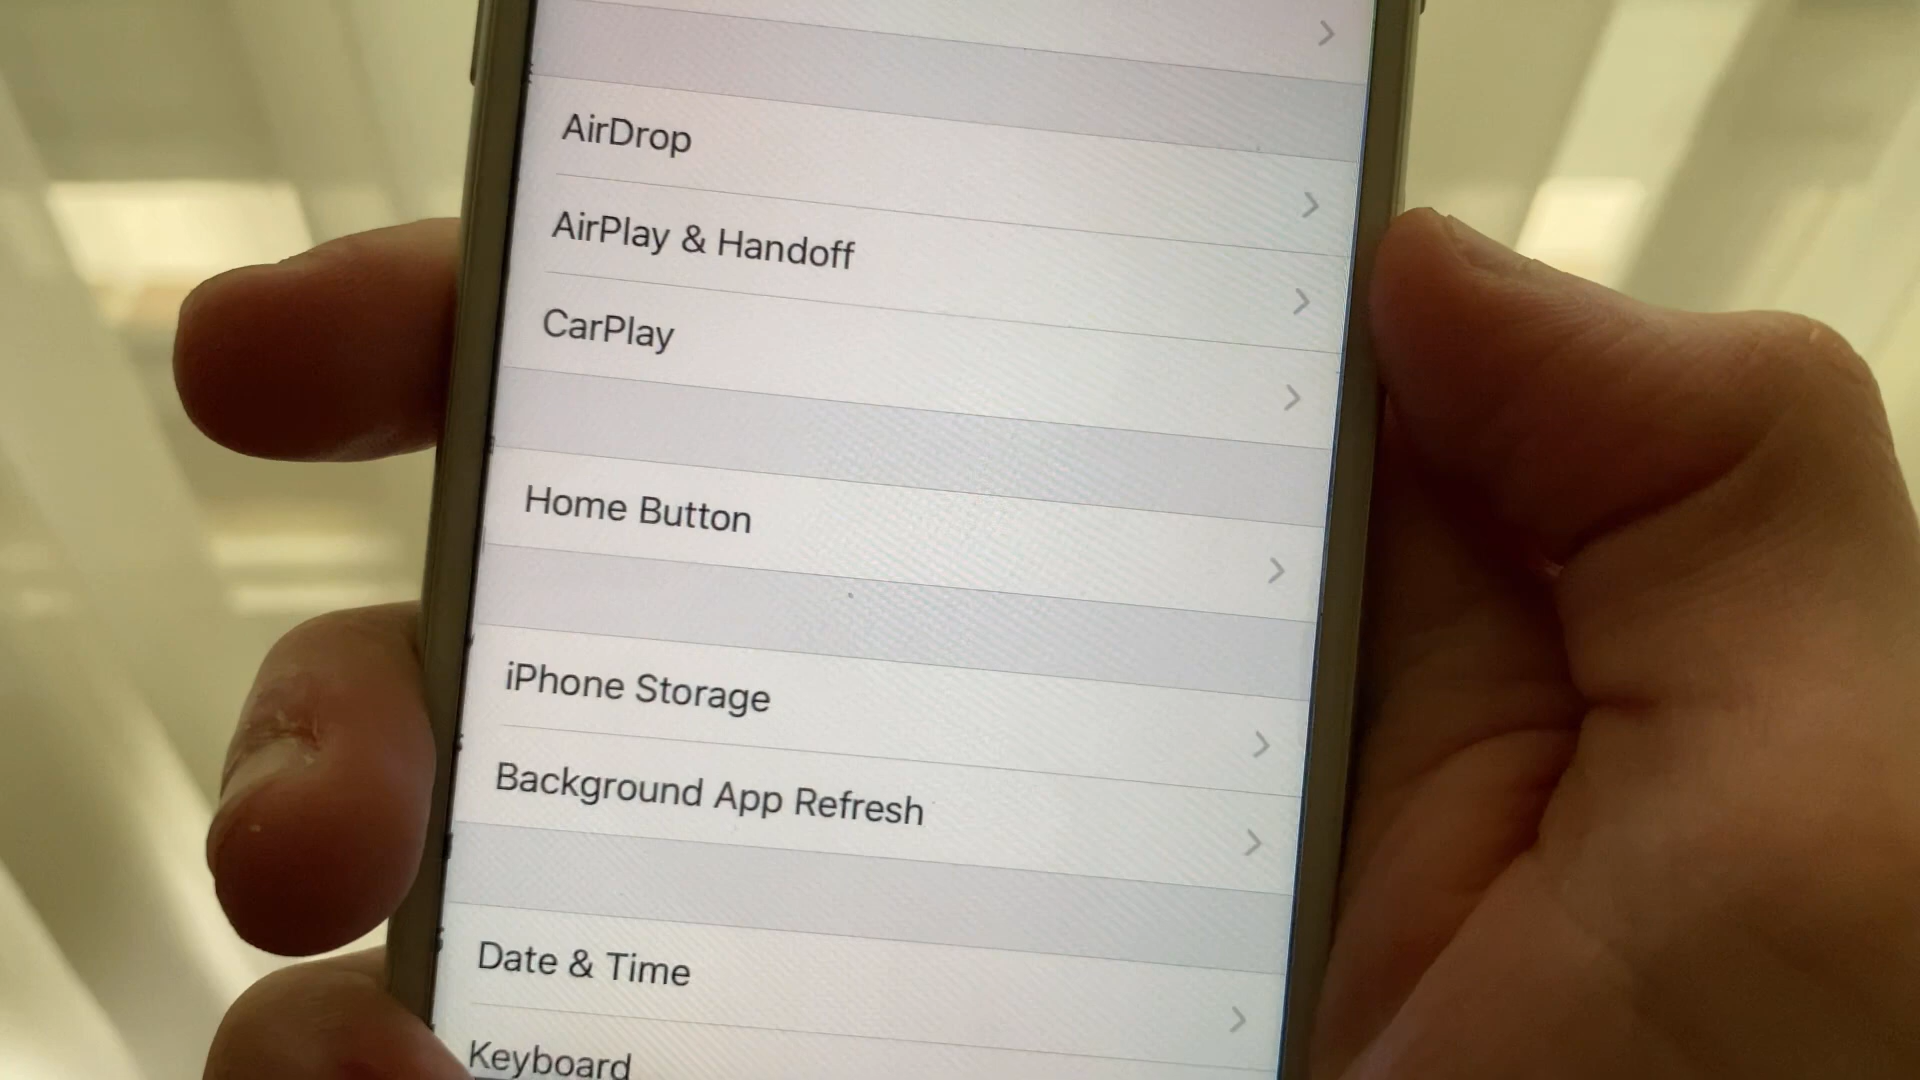 AirDrop
AirPlay & Handoff
CarPlay
Home Button
iPhone Storage
Background App Refresh
Date & Time
Keyboard